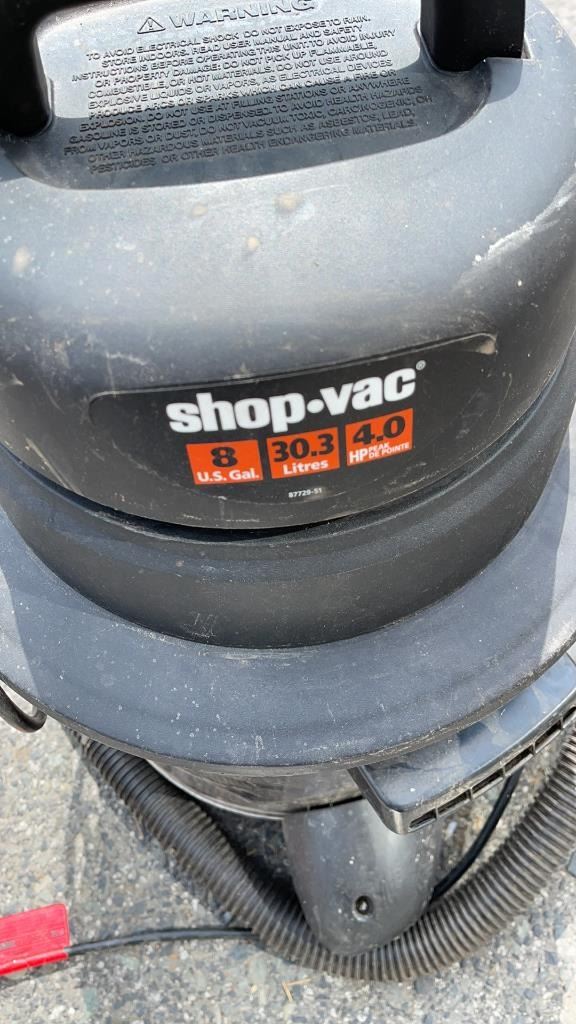 ⚠ WARNING
TO AVOID ELECTRICAL SHOCK DO NOT EXPOSE TO RAIN.
STORE INDOORS. READ USER MANUAL AND SAFETY
INSTRUCTIONS BEFORE OPERATING THIS UNIT. TO AVOID INJURY
OR PROPERTY DAMAGE: DO NOT PICK UP FLAMMABLE,
COMBUSTIBLE, OR HOT MATERIALS; DO NOT USE AROUND
EXPLOSIVE LIQUIDS OR VAPORS, AS ELECTRICAL DEVICES
PRODUCE ARCS OR SPARKS WHICH CAN CAUSE A FIRE OR
EXPLOSION. DO NOT USE AT FILLING STATIONS OR ANYWHERE
GASOLINE IS STORED OR DISPENSED. TO AVOID HEALTH HAZARDS
FROM VAPORS OR DUST, DO NOT VACUUM TOXIC, CARCINOGENIC, OR
OTHER HAZARDOUS MATERIALS SUCH AS ASBESTOS, LEAD,
PESTICIDES, OR OTHER HEALTH ENDANGERING MATERIALS.
shop•vac®
8 30.3 4.0
U.S. Gal. Litres HP PEAK DE POINTE
87729-51